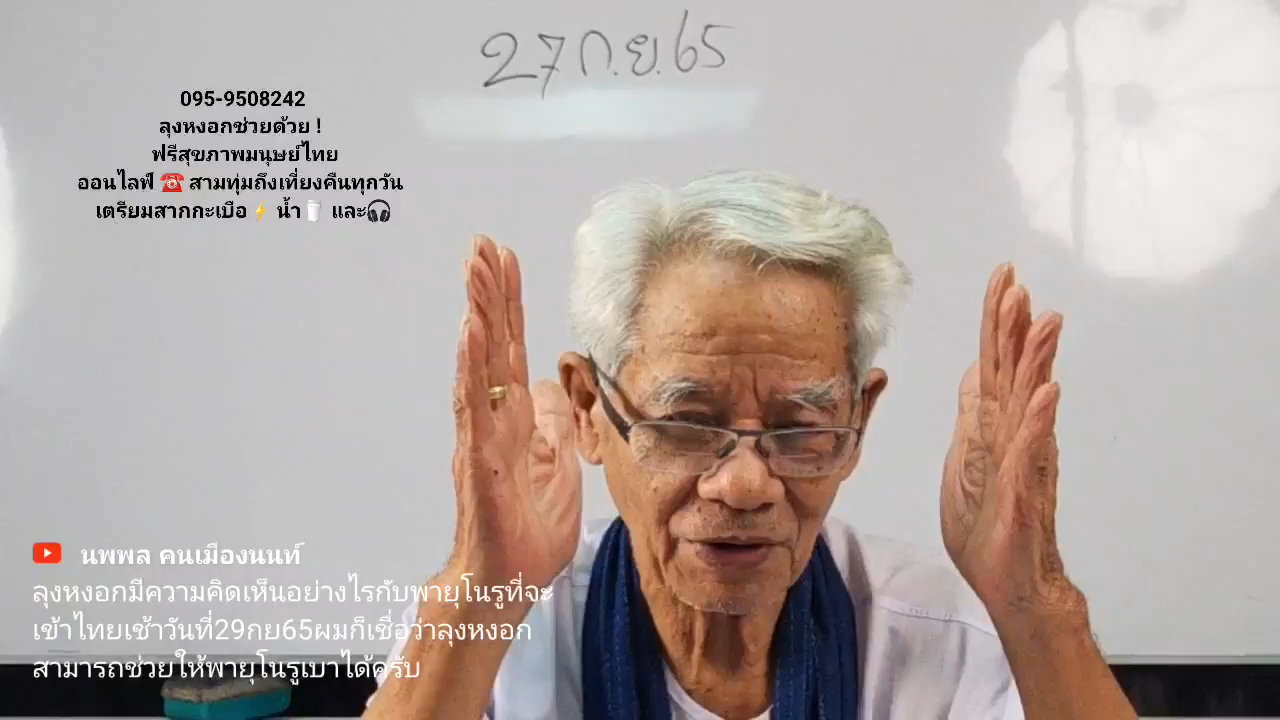 27 ก.ย. 65
095-9508242
ลุงหงอกช่วยด้วย !
ฟรีสุขภาพมนุษย์ไทย
ออนไลฟ์ ☎️ สามทุ่มถึงเที่ยงคืนทุกวัน
เตรียมสากกะเบือ⚡ น้ำ🥛 และ🎧
นพพล คนเมืองนนท์
ลุงหงอกมีความคิดเห็นอย่างไรกับพายุโนรูที่จะ
เข้าไทยเช้าวันที่29กย65ผมก็เชื่อว่าลุงหงอก
สามารถช่วยให้พายุโนรูเบาได้ครับ